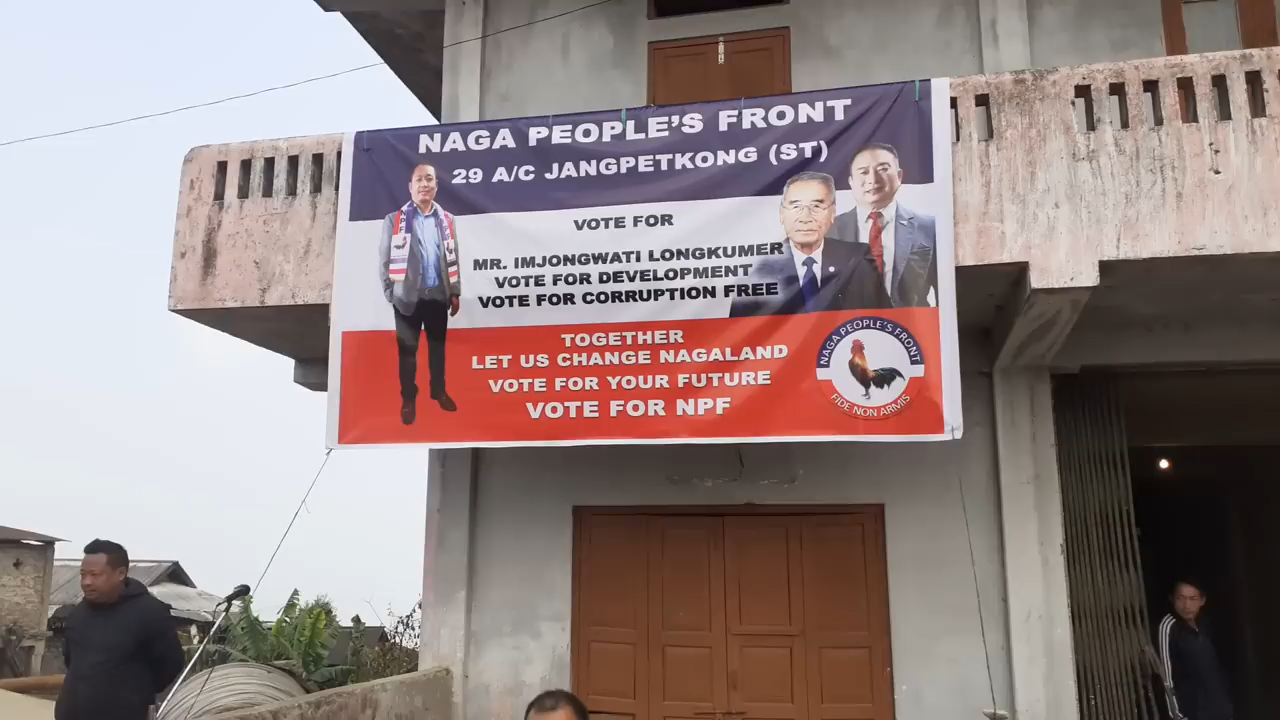 NAGA PEOPLE'S FRONT
29 A/C JANGPETKONG (ST)
VOTE FOR
MR. IMJONGWATI LONGKUMER
VOTE FOR DEVELOPMENT
VOTE FOR CORRUPTION FREE
TOGETHER
LET US CHANGE NAGALAND
VOTE FOR YOUR FUTURE
VOTE FOR NPF
NAGA PEOPLE'S FRONT
FIDE NON ARMIS